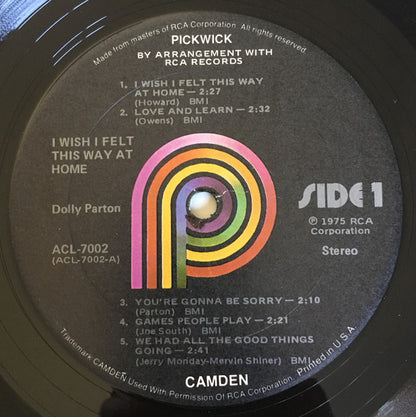 Made from masters of RCA Corporation. All rights reserved.
PICKWICK
BY ARRANGEMENT WITH
RCA RECORDS
1. I WISH I FELT THIS WAY
AT HOME — 2:27
(Howard) BMI
2. LOVE AND LEARN — 2:32
(Owens) BMI
I WISH I FELT
THIS WAY AT
HOME
Dolly Parton
ACL-7002
(ACL-7002-A)
SIDE 1
℗ 1975 RCA
Corporation
Stereo
3. YOU'RE GONNA BE SORRY — 2:10
(Parton) BMI
4. GAMES PEOPLE PLAY — 2:21
(Joe South) BMI
5. WE HAD ALL THE GOOD THINGS
GOING — 2:41
(Jerry Monday-Mervin Shiner) BMI
CAMDEN
Trademark CAMDEN Used With Permission Of RCA Corporation. Printed in U.S.A.